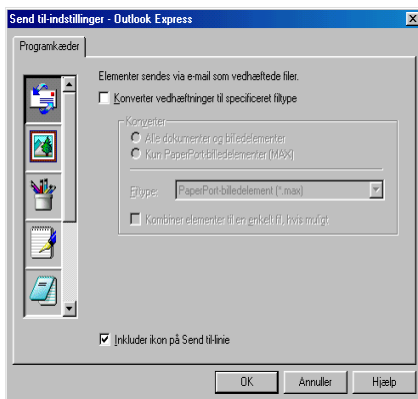 Send til-indstillinger - Outlook Express
Programkæder
Elementer sendes via e-mail som vedhæftede filer.
Konverter vedhæftninger til specificeret filtype
Konverter
Alle dokumenter og billedelementer
Kun PaperPort-billedelementer (MAX)
Filtype: PaperPort-billedelement (*.max)
Kombiner elementer til en enkelt fil, hvis muligt
Inkluder ikon på Send til-linie
OK Annuller Hjælp